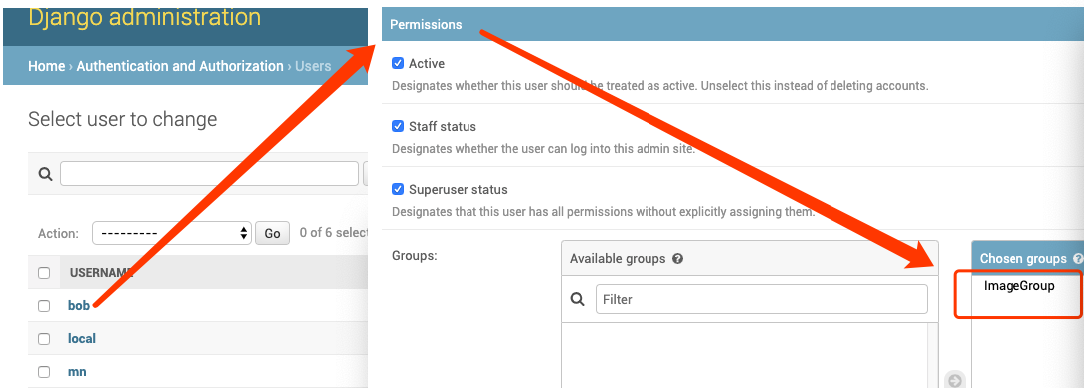 Django administration
Home › Authentication and Authorization › Users
Select user to change
Action: --------- Go 0 of 6 selec
USERNAME
bob
local
mn
Permissions
Active
Designates whether this user should be treated as active. Unselect this instead of deleting accounts.
Staff status
Designates whether the user can log into this admin site.
Superuser status
Designates that this user has all permissions without explicitly assigning them.
Groups:
Available groups ?
Filter
Chosen groups ?
ImageGroup